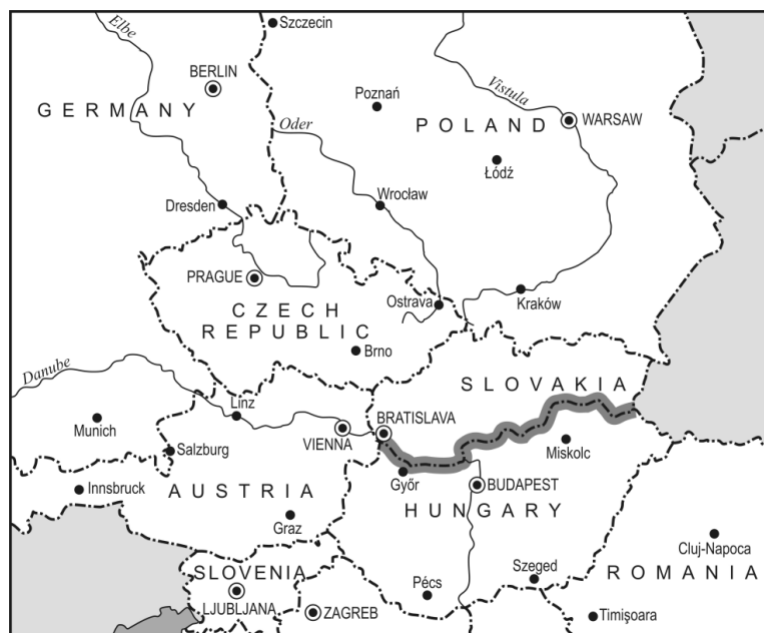 Elbe
Szczecin
BERLIN
GERMANY
Poznań
Vistula
Oder
POLAND
WARSAW
Łódź
Dresden
Wrocław
PRAGUE
CZECH
REPUBLIC
Ostrava
Kraków
Brno
Danube
SLOVAKIA
Linz
Munich
VIENNA
BRATISLAVA
Salzburg
Miskolc
Győr
BUDAPEST
Innsbruck
AUSTRIA
HUNGARY
Graz
Cluj-Napoca
SLOVENIA
Szeged
ROMANIA
Pécs
LJUBLJANA
ZAGREB
Timişoara